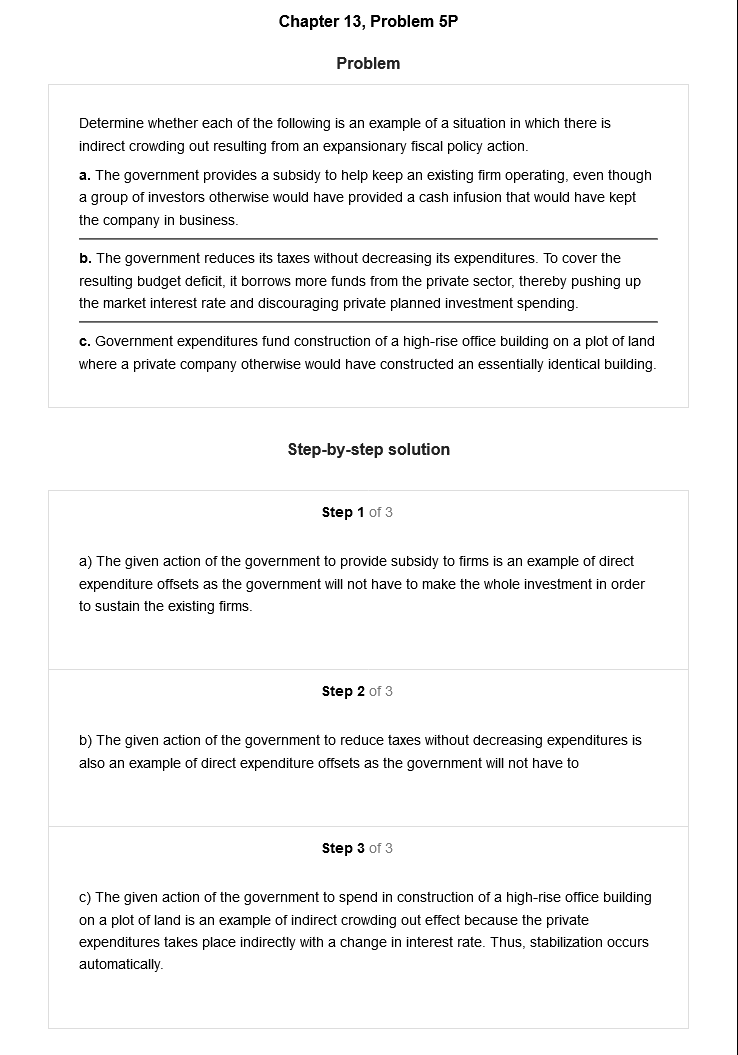 Chapter 13, Problem 5P
Problem
Determine whether each of the following is an example of a situation in which there is
indirect crowding out resulting from an expansionary fiscal policy action.
a. The government provides a subsidy to help keep an existing firm operating, even though
a group of investors otherwise would have provided a cash infusion that would have kept
the company in business.
b. The government reduces its taxes without decreasing its expenditures. To cover the
resulting budget deficit, it borrows more funds from the private sector, thereby pushing up
the market interest rate and discouraging private planned investment spending.
c. Government expenditures fund construction of a high-rise office building on a plot of land
where a private company otherwise would have constructed an essentially identical building.
Step-by-step solution
Step 1 of 3
a) The given action of the government to provide subsidy to firms is an example of direct
expenditure offsets as the government will not have to make the whole investment in order
to sustain the existing firms.
Step 2 of 3
b) The given action of the government to reduce taxes without decreasing expenditures is
also an example of direct expenditure offsets as the government will not have to
Step 3 of 3
c) The given action of the government to spend in construction of a high-rise office building
on a plot of land is an example of indirect crowding out effect because the private
expenditures takes place indirectly with a change in interest rate. Thus, stabilization occurs
automatically.